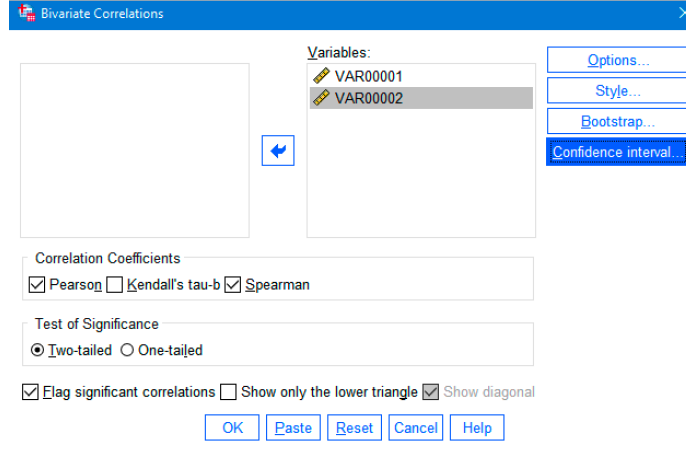 Bivariate Correlations
Variables:
VAR00001
VAR00002
Options...
Style...
Bootstrap...
Confidence interval...
Correlation Coefficients
Pearson Kendall's tau-b Spearman
Test of Significance
Two-tailed One-tailed
Flag significant correlations Show only the lower triangle Show diagonal
OK Paste Reset Cancel Help